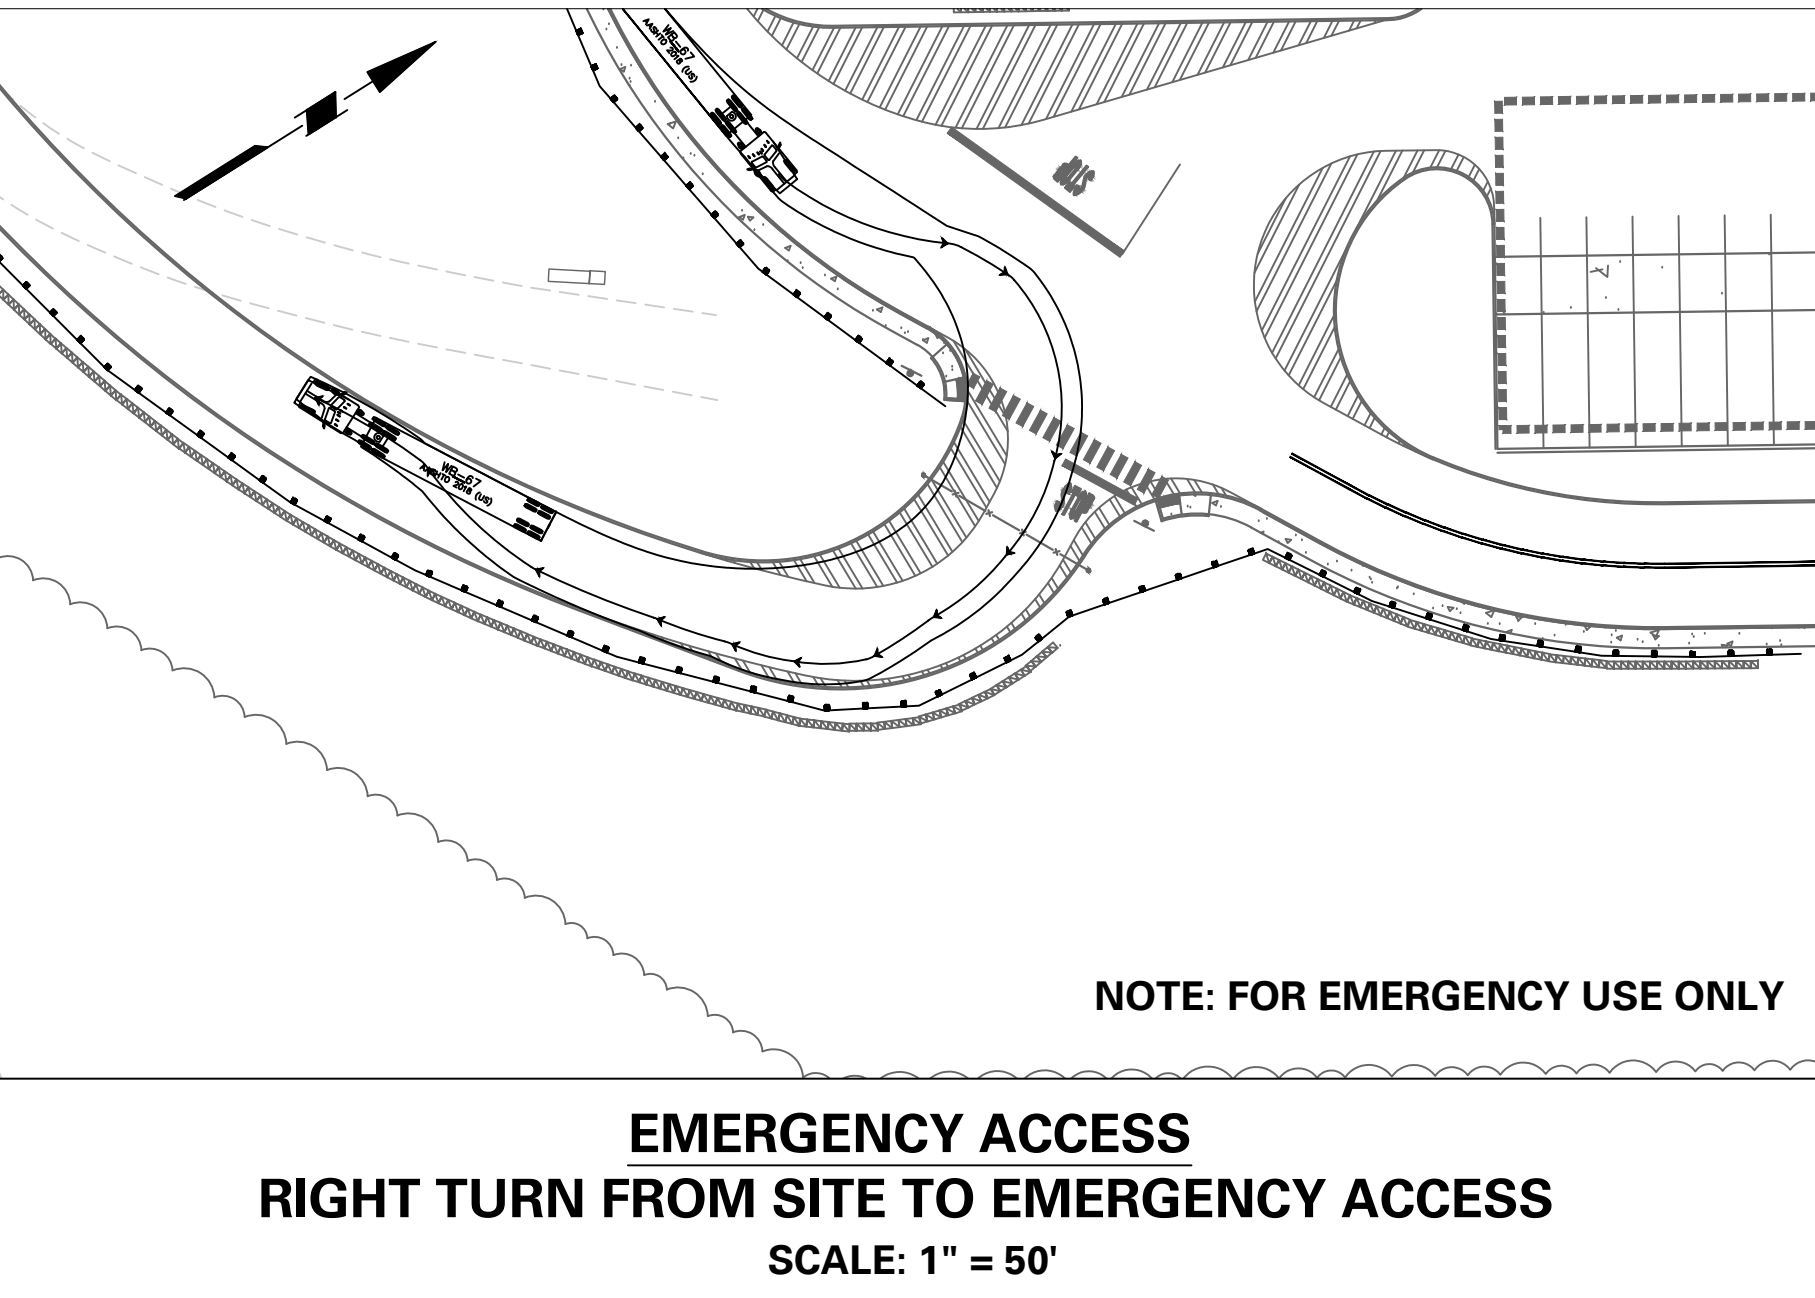 WB-67
AASHTO 2018 (US)
STOP
WB-67
AASHTO 2018 (US)
STOP
NOTE: FOR EMERGENCY USE ONLY
EMERGENCY ACCESS
RIGHT TURN FROM SITE TO EMERGENCY ACCESS
SCALE: 1" = 50'